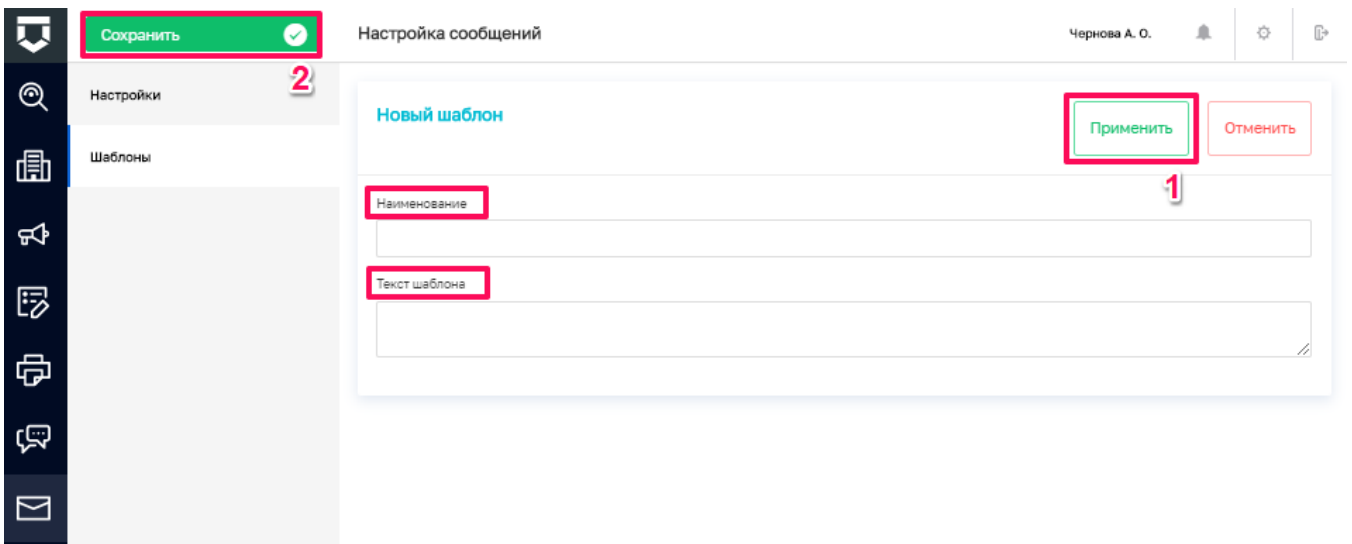 Сохранить
Настройка сообщений
Чернова А. О.
2
Настройки
Новый шаблон
Применить
Отменить
Шаблоны
1
Наименование
Текст шаблона